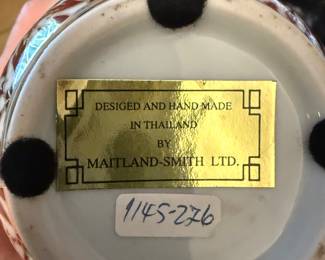 DESIGED AND HAND MADE
IN THAILAND
BY
MAITLAND-SMITH LTD.
1145-276